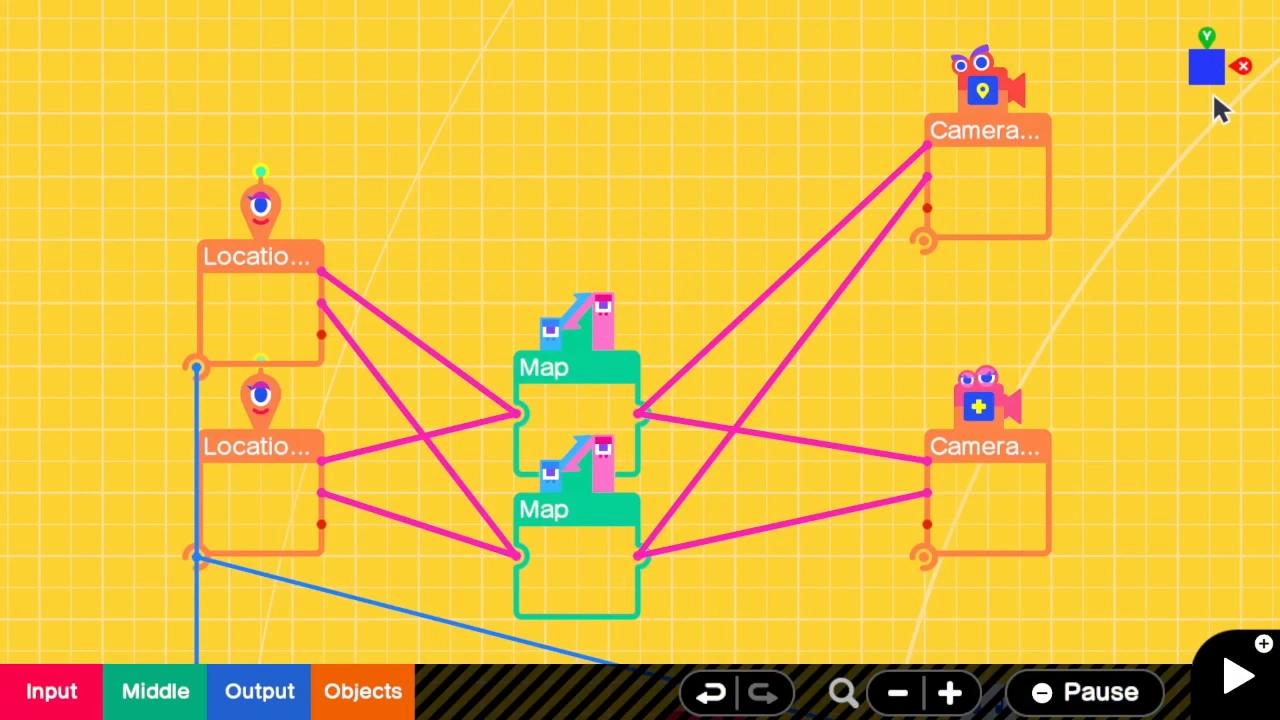 Y
X
Camera...
Locatio...
Map
Locatio...
Camera...
Map
Input Middle Output Objects Pause